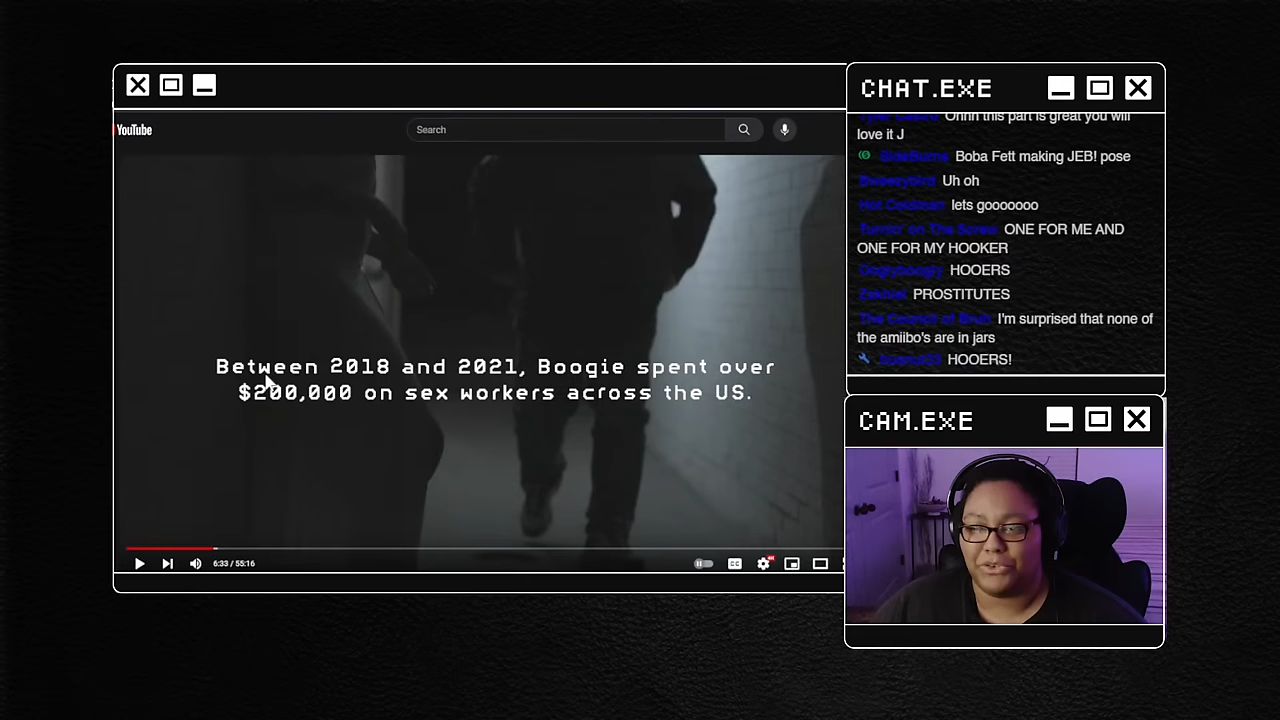 YouTube
Search
Between 2018 and 2021, Boogie spent over
$200,000 on sex workers across the US.
6:33 / 55:16
CHAT.EXE
Ohhh this part is great you will
love it J
Boba Fett making JEB! pose
Uh oh
lets gooooooo
ONE FOR ME AND
ONE FOR MY HOOKER
HOOERS
PROSTITUTES
I'm surprised that none of
the amiibo's are in jars
HOOERS!
CAM.EXE